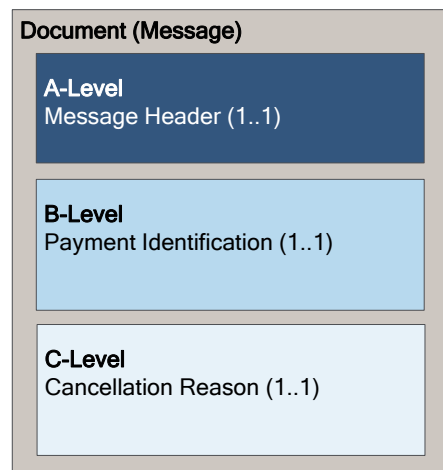 Document (Message)
A-Level
Message Header (1..1)
B-Level
Payment Identification (1..1)
C-Level
Cancellation Reason (1..1)